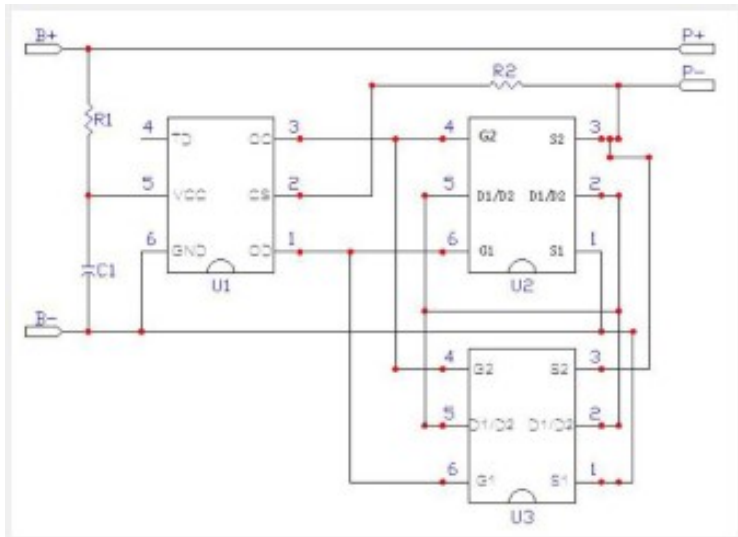 B+ P+
R2 P-
R1
4 TD OC 3
5 VCC CS 2
6 GND OD 1
U1
C1
B-
4 G2 S2 3
5 D1/D2 D1/D2 2
6 G1 S1 1
U2
4 G2 S2 3
5 D1/D2 D1/D2 2
6 G1 S1 1
U3